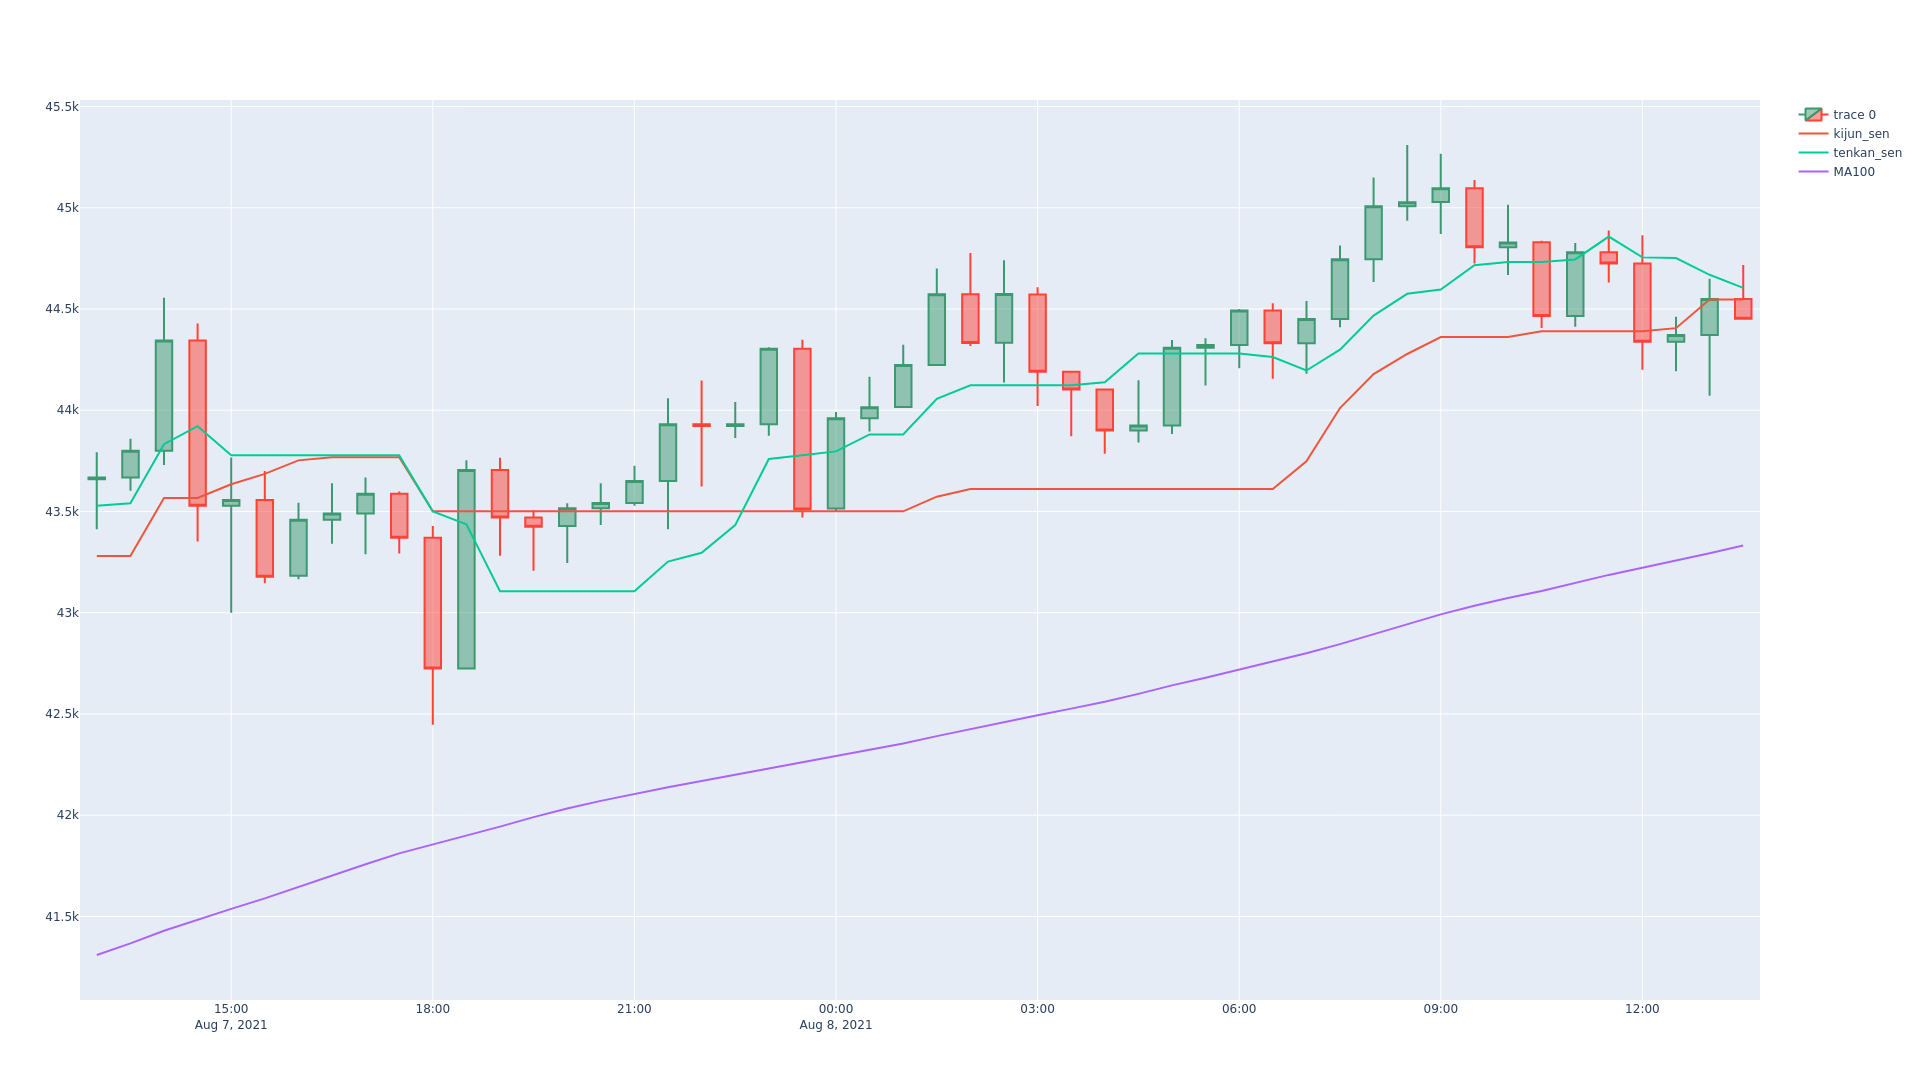 45.5k
45k
44.5k
44k
43.5k
43k
42.5k
42k
41.5k
15:00
Aug 7, 2021
18:00
21:00
00:00
Aug 8, 2021
03:00
06:00
09:00
12:00
trace 0
kijun_sen
tenkan_sen
MA100